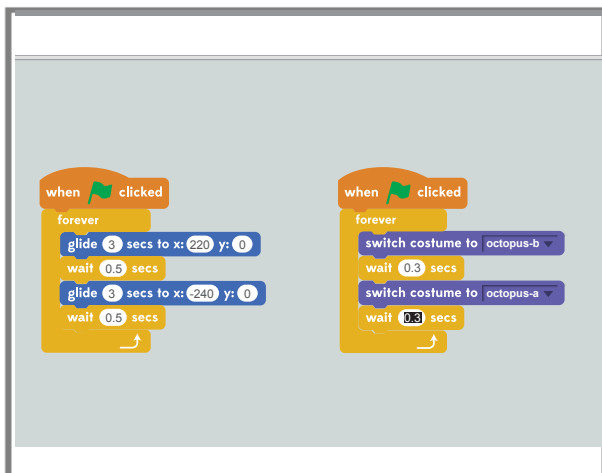 when clicked
forever
glide 3 secs to x: 220 y: 0
wait 0.5 secs
glide 3 secs to x: -240 y: 0
wait 0.5 secs
when clicked
forever
switch costume to octopus-b
wait 0.3 secs
switch costume to octopus-a
wait 0.3 secs